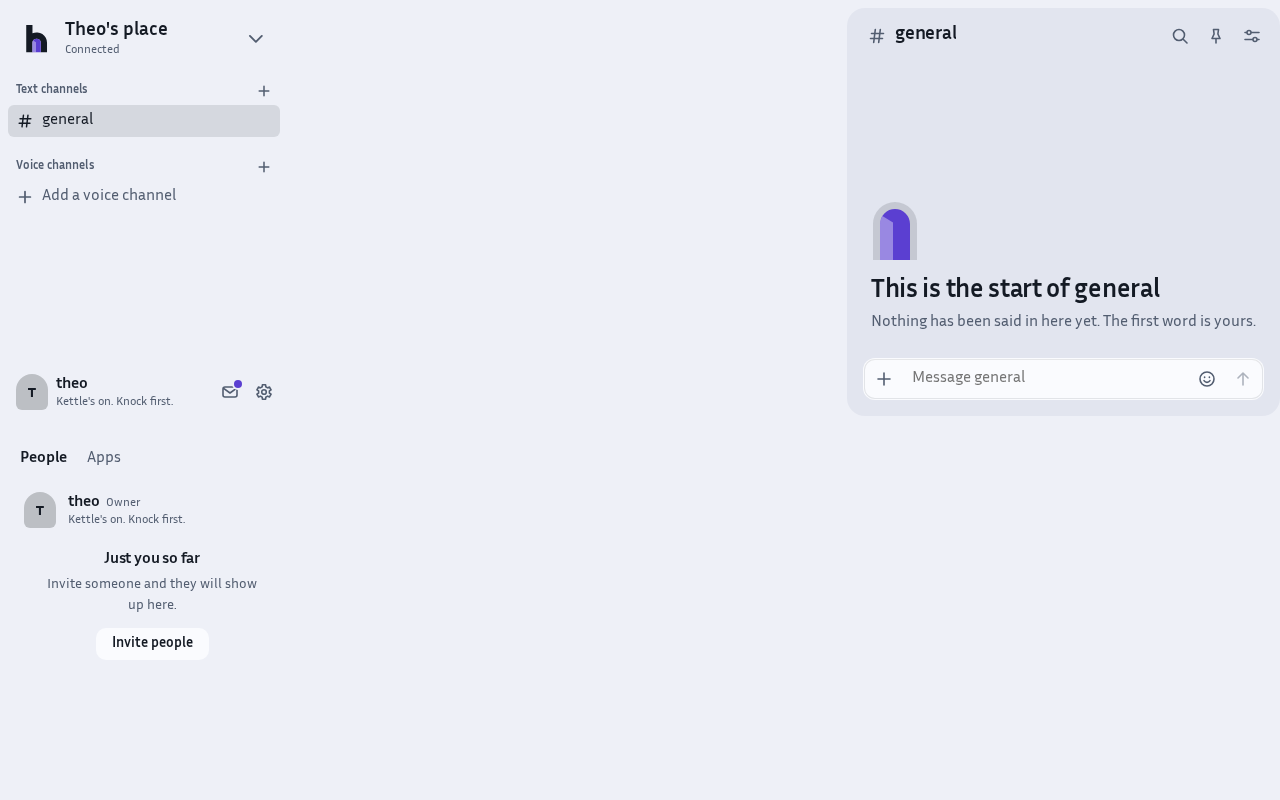 Theo's place
Connected
Text channels
general
Voice channels
Add a voice channel
T
theo
Kettle's on. Knock first.
People
Apps
T
theo Owner
Kettle's on. Knock first.
Just you so far
Invite someone and they will show
up here.
Invite people
# general
This is the start of general
Nothing has been said in here yet. The first word is yours.
Message general